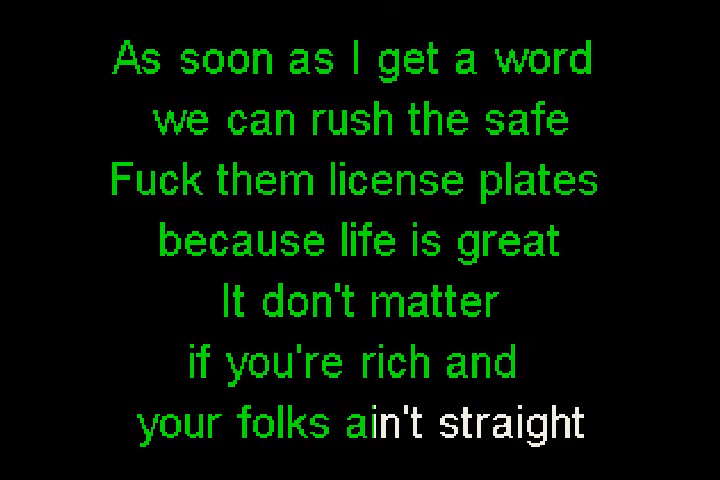 As soon as I get a word
we can rush the safe
Fuck them license plates
because life is great
It don't matter
if you're rich and
your folks ain't straight